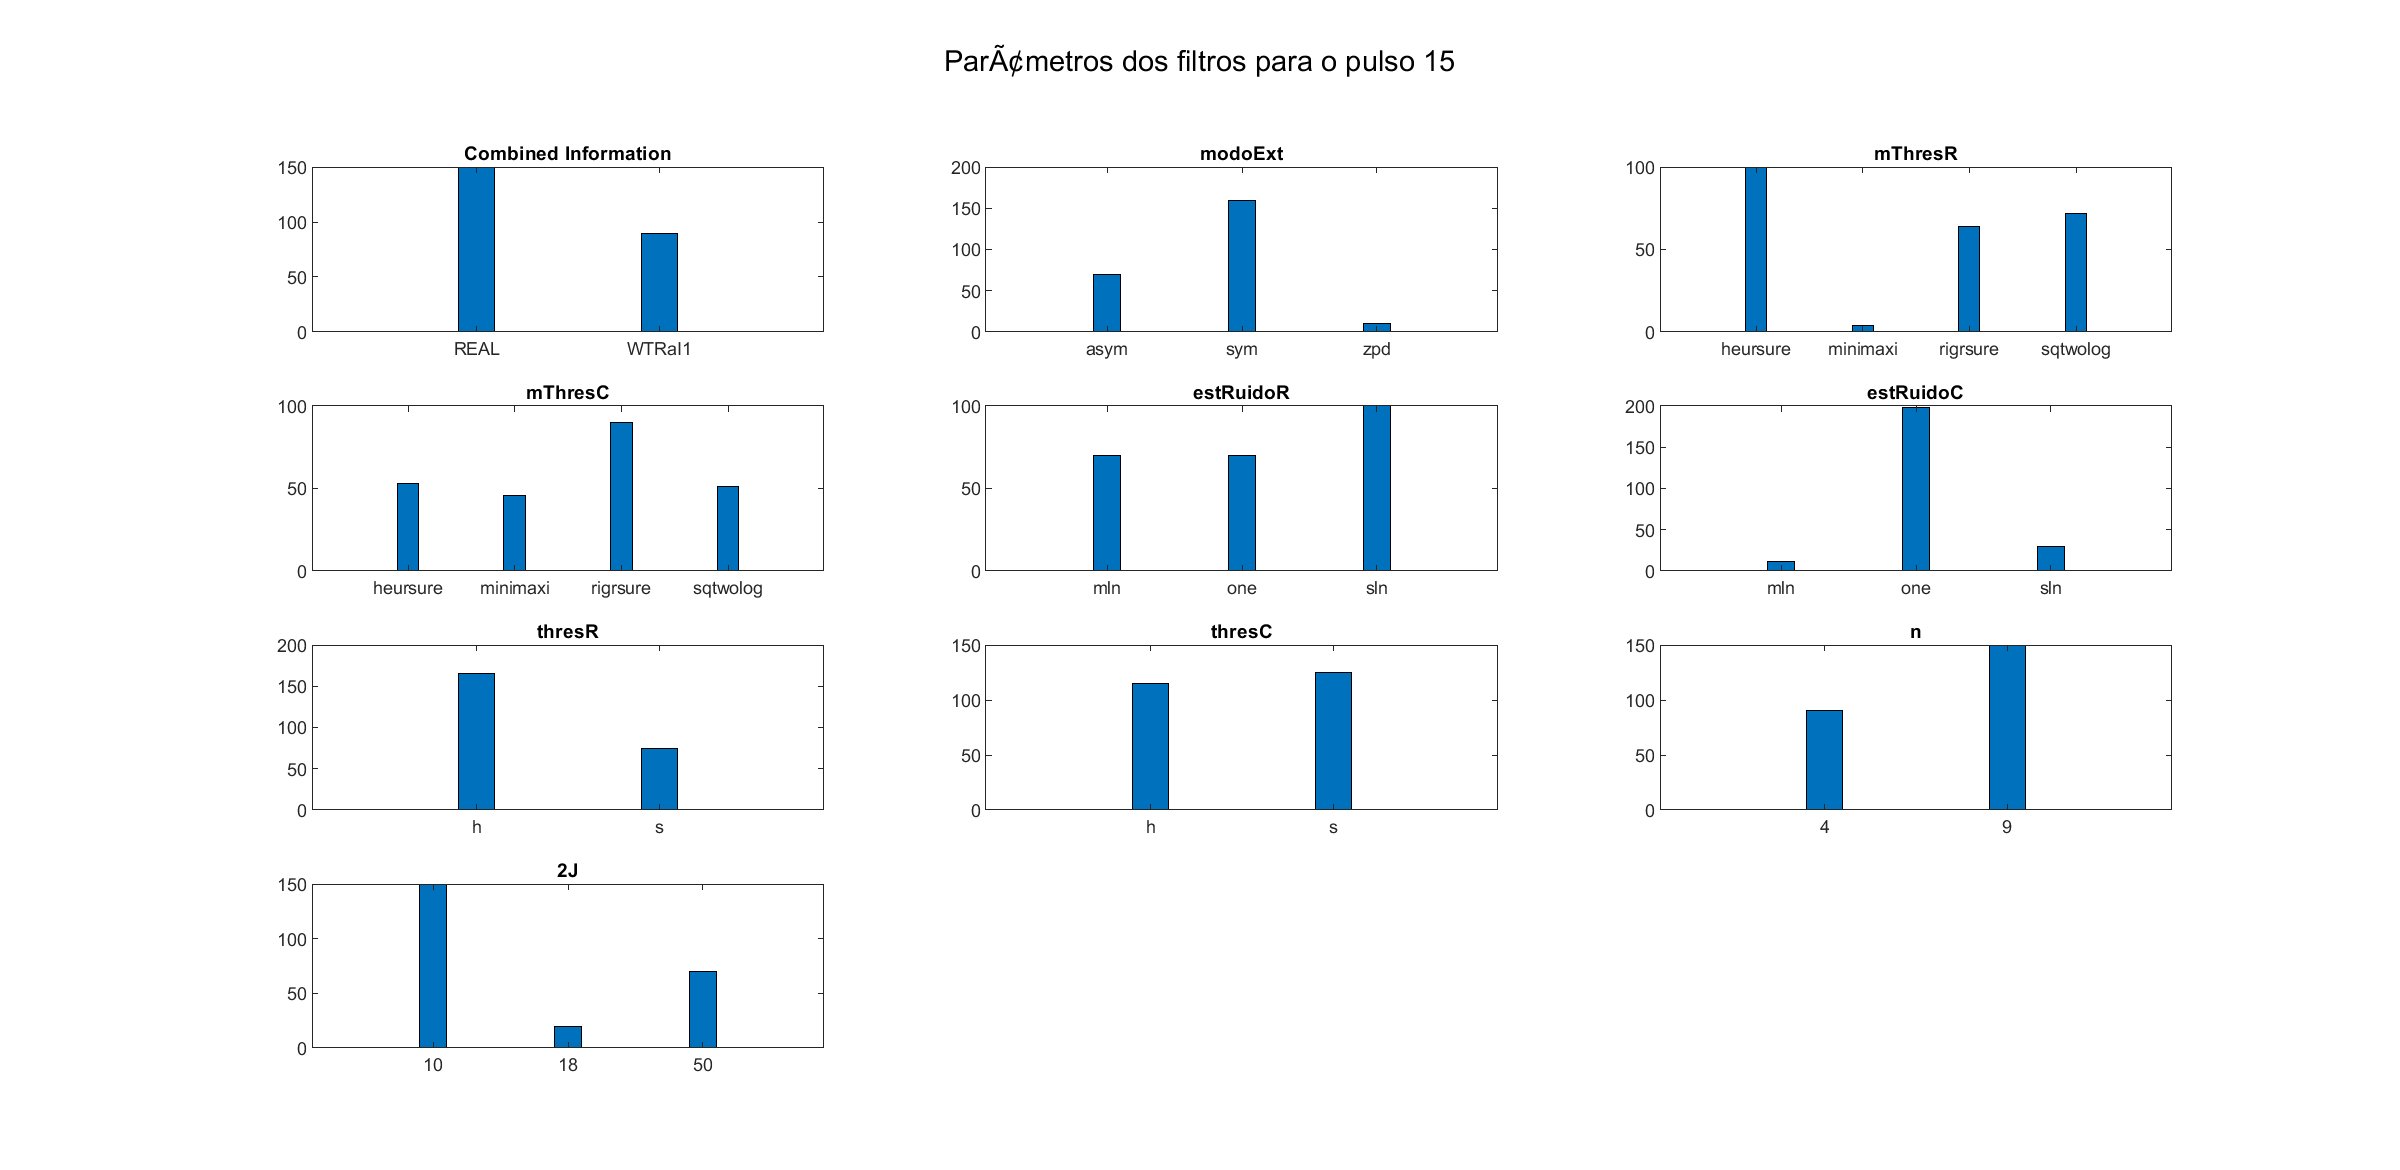 ParÃ¢metros dos filtros para o pulso 15
Combined Information
150
100
50
0
REAL WTRaI1
modoExt
200
150
100
50
0
asym sym zpd
mThresR
100
50
0
heursure minimaxi rigrsure sqtwolog
mThresC
100
50
0
heursure minimaxi rigrsure sqtwolog
estRuidoR
100
50
0
mln one sln
estRuidoC
200
150
100
50
0
mln one sln
thresR
200
150
100
50
0
h s
thresC
150
100
50
0
h s
n
150
100
50
0
4 9
2J
150
100
50
0
10 18 50